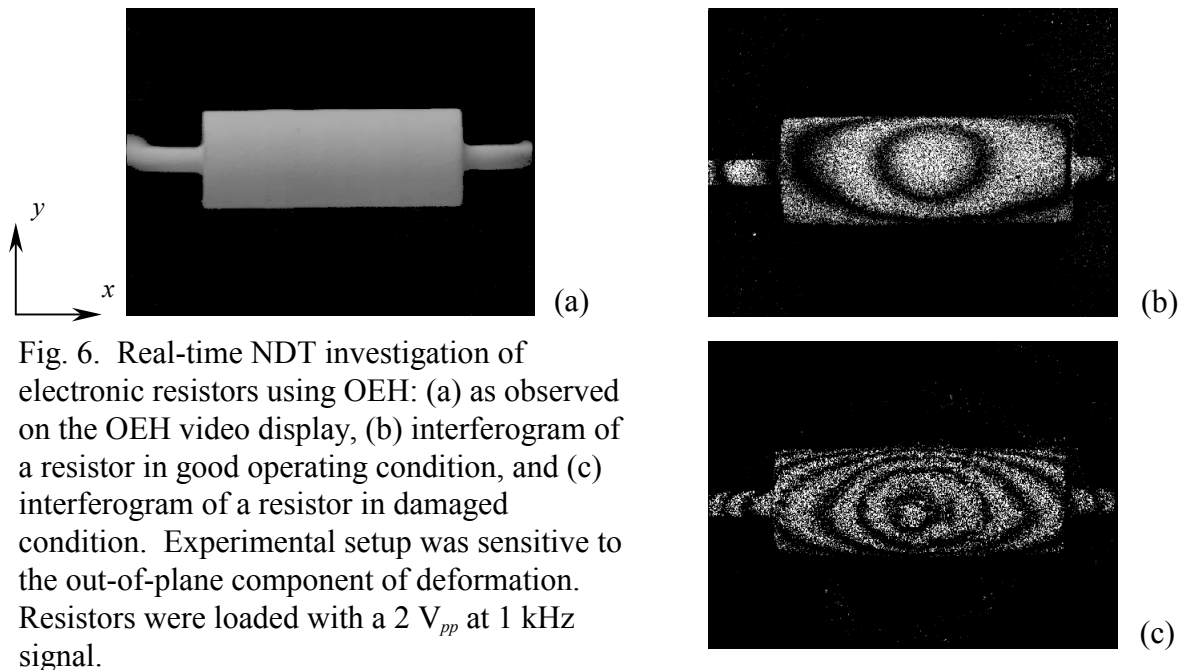 y
x
(a)
(b)
Fig. 6. Real-time NDT investigation of
electronic resistors using OEH: (a) as observed
on the OEH video display, (b) interferogram of
a resistor in good operating condition, and (c)
interferogram of a resistor in damaged
condition. Experimental setup was sensitive to
the out-of-plane component of deformation.
Resistors were loaded with a 2 Vpp at 1 kHz
signal.
(c)